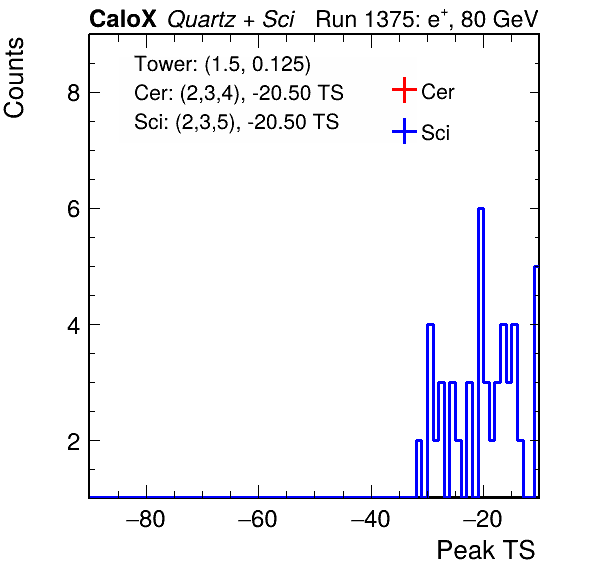 CaloX Quartz + Sci Run 1375: e+, 80 GeV
Counts
Tower: (1.5, 0.125)
Cer: (2,3,4), -20.50 TS
Sci: (2,3,5), -20.50 TS
Cer
Sci
8
6
4
2
−80 −60 −40 −20
Peak TS